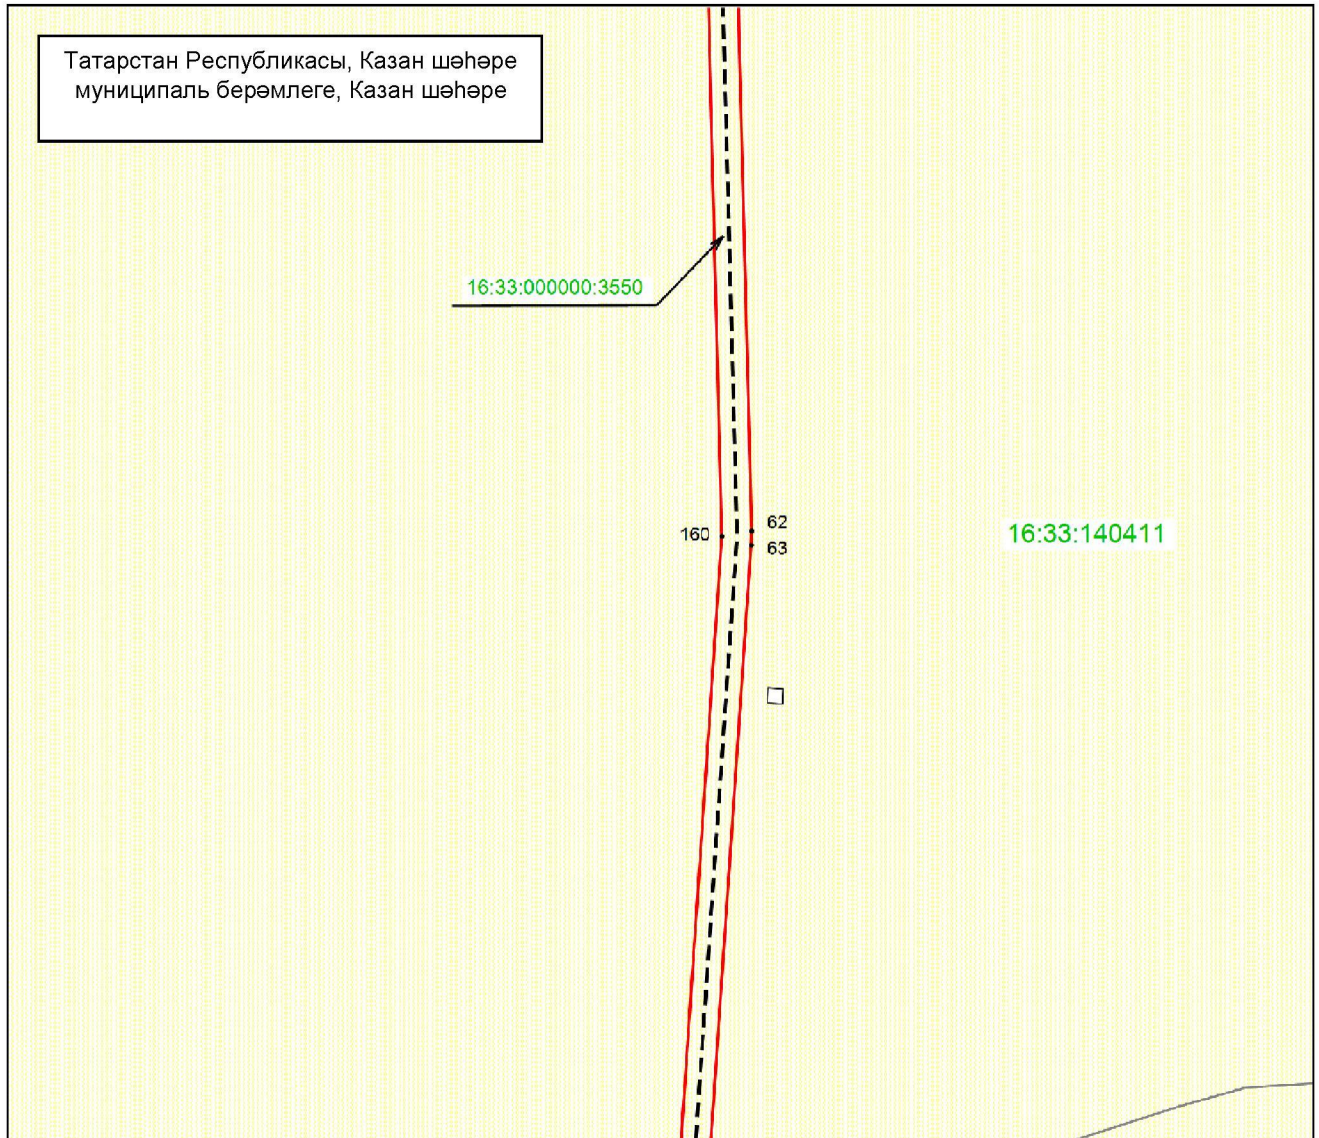 Татарстан Республикасы, Казан шәһәре
муниципаль берәмлеге, Казан шәһәре
16:33:000000:3550
160
62
63
16:33:140411